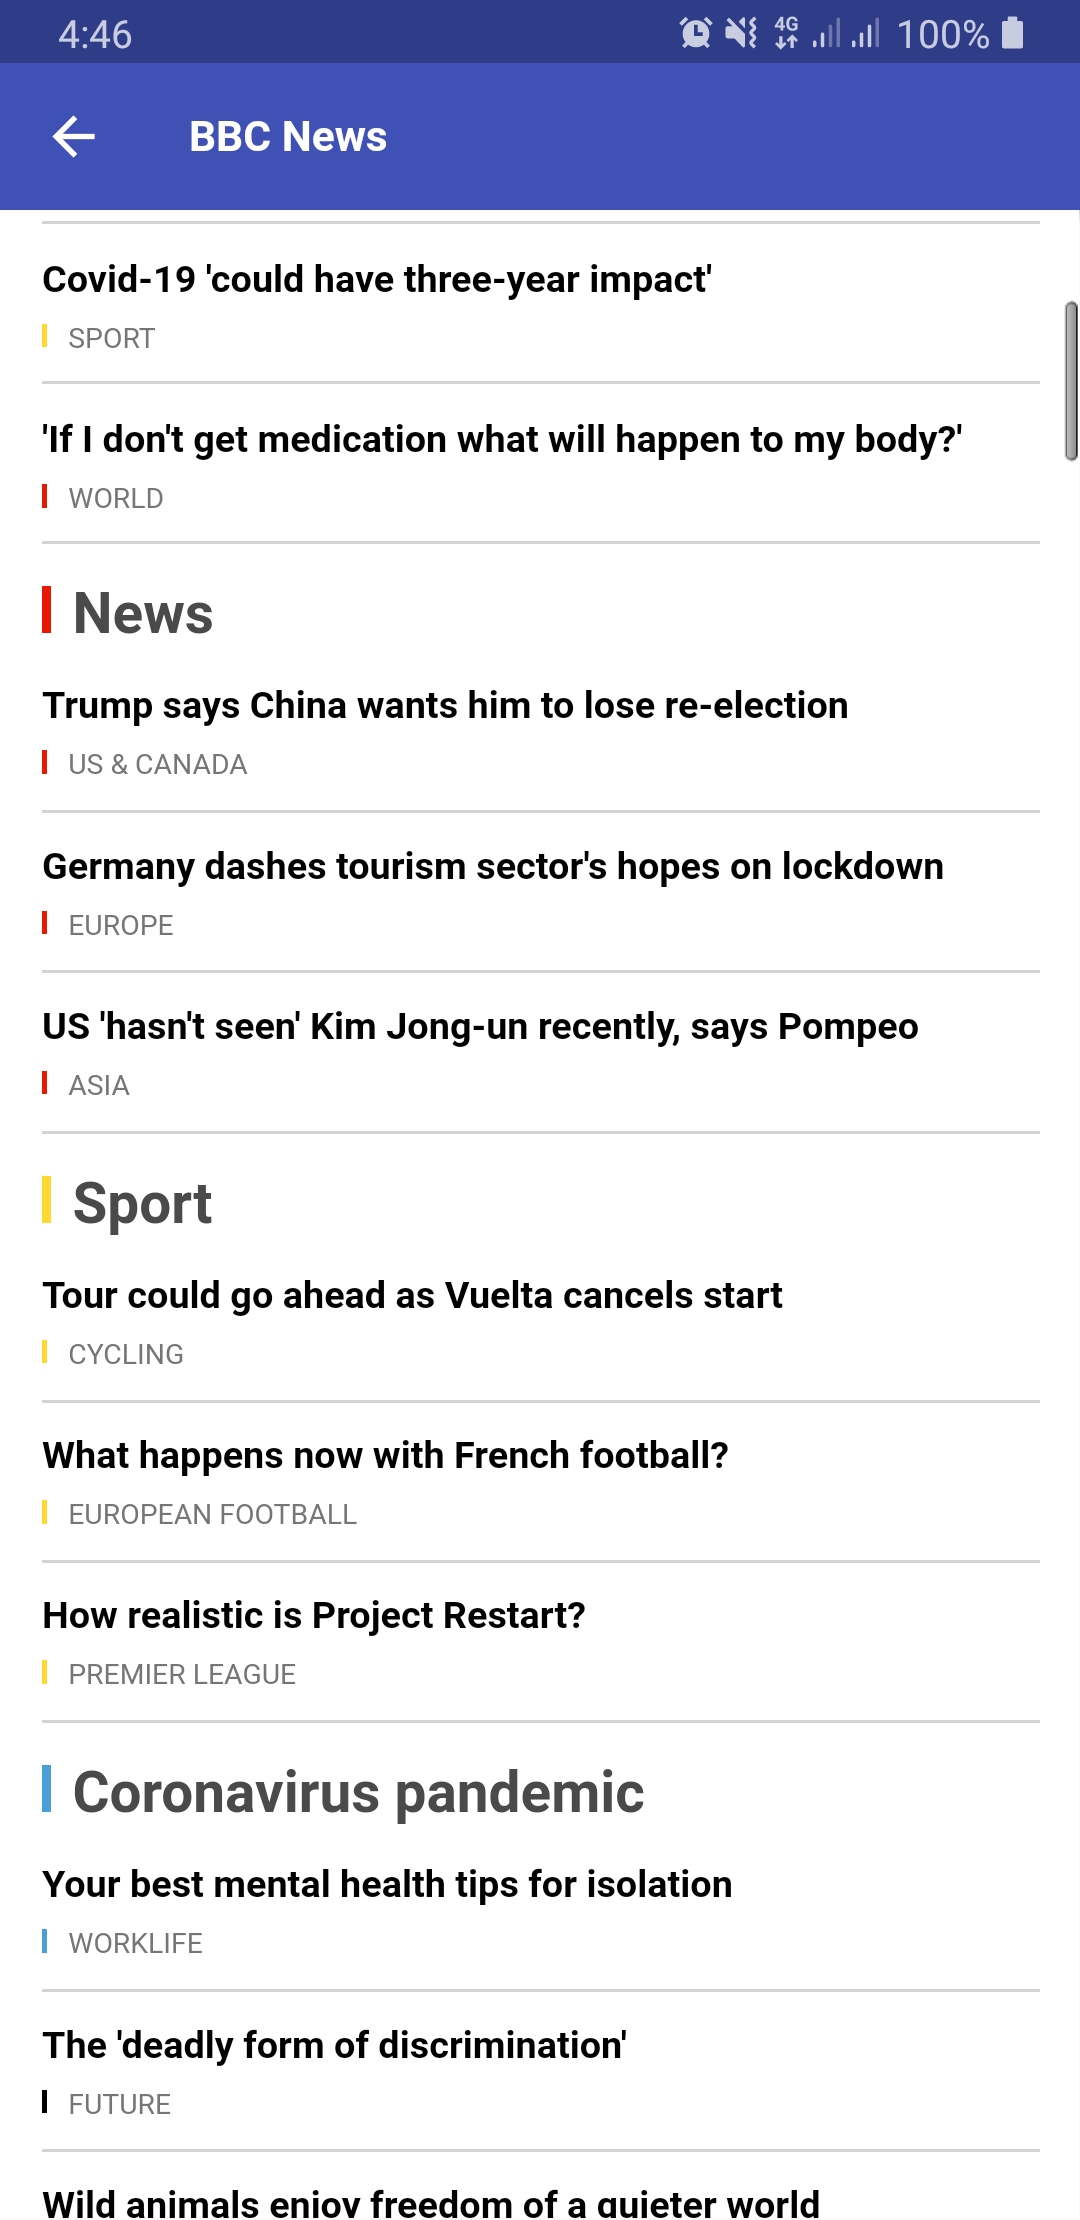 4:46
4G
100%
BBC News
Covid-19 'could have three-year impact'
SPORT
'If I don't get medication what will happen to my body?'
WORLD
News
Trump says China wants him to lose re-election
US & CANADA
Germany dashes tourism sector's hopes on lockdown
EUROPE
US 'hasn't seen' Kim Jong-un recently, says Pompeo
ASIA
Sport
Tour could go ahead as Vuelta cancels start
CYCLING
What happens now with French football?
EUROPEAN FOOTBALL
How realistic is Project Restart?
PREMIER LEAGUE
Coronavirus pandemic
Your best mental health tips for isolation
WORKLIFE
The 'deadly form of discrimination'
FUTURE
Wild animals enjoy freedom of a quieter world